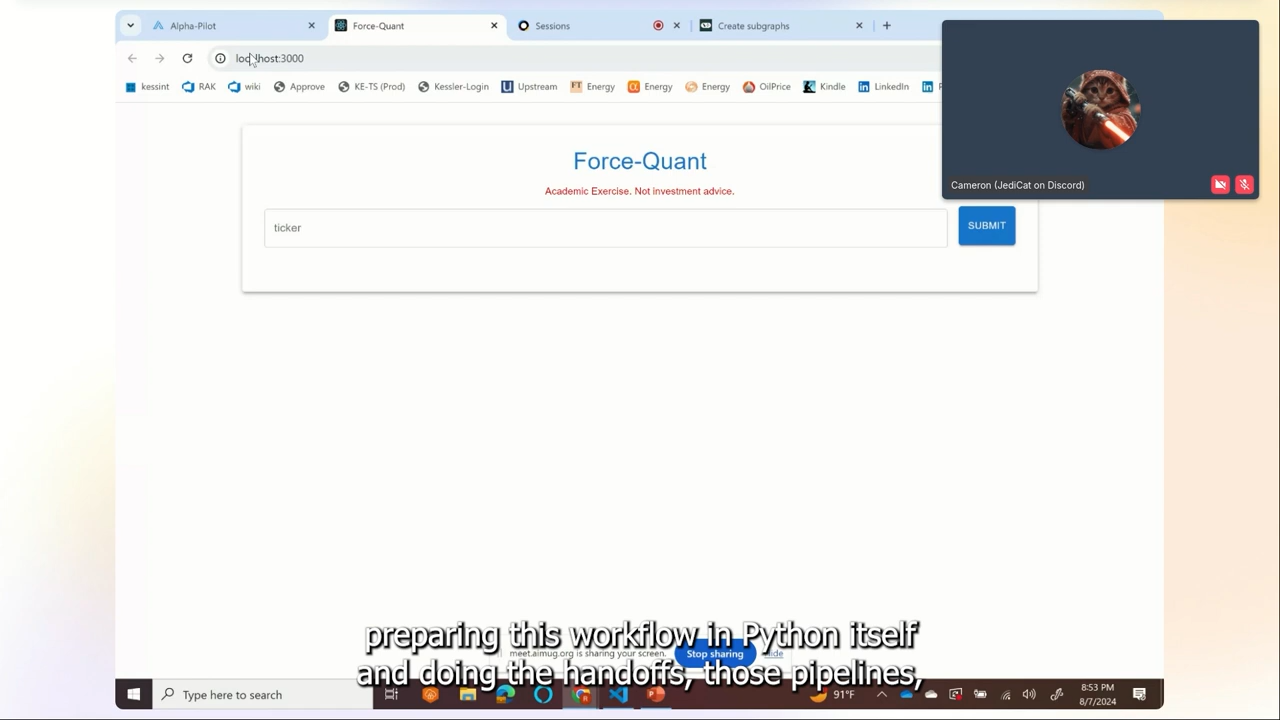 Alpha-Pilot
Force-Quant
Sessions
Create subgraphs
localhost:3000
kessint
RAK
wiki
Approve
KE-TS (Prod)
Kessler-Login
Upstream
Energy
Energy
Energy
OilPrice
Kindle
LinkedIn
Cameron (JediCat on Discord)
Force-Quant
Academic Exercise. Not investment advice.
ticker
SUBMIT
preparing this workflow in Python itself
meet.aimug.org is sharing your screen.
Stop sharing
Hide
and doing the handoffs, those pipelines,
Type here to search
91°F
8:53 PM
8/7/2024